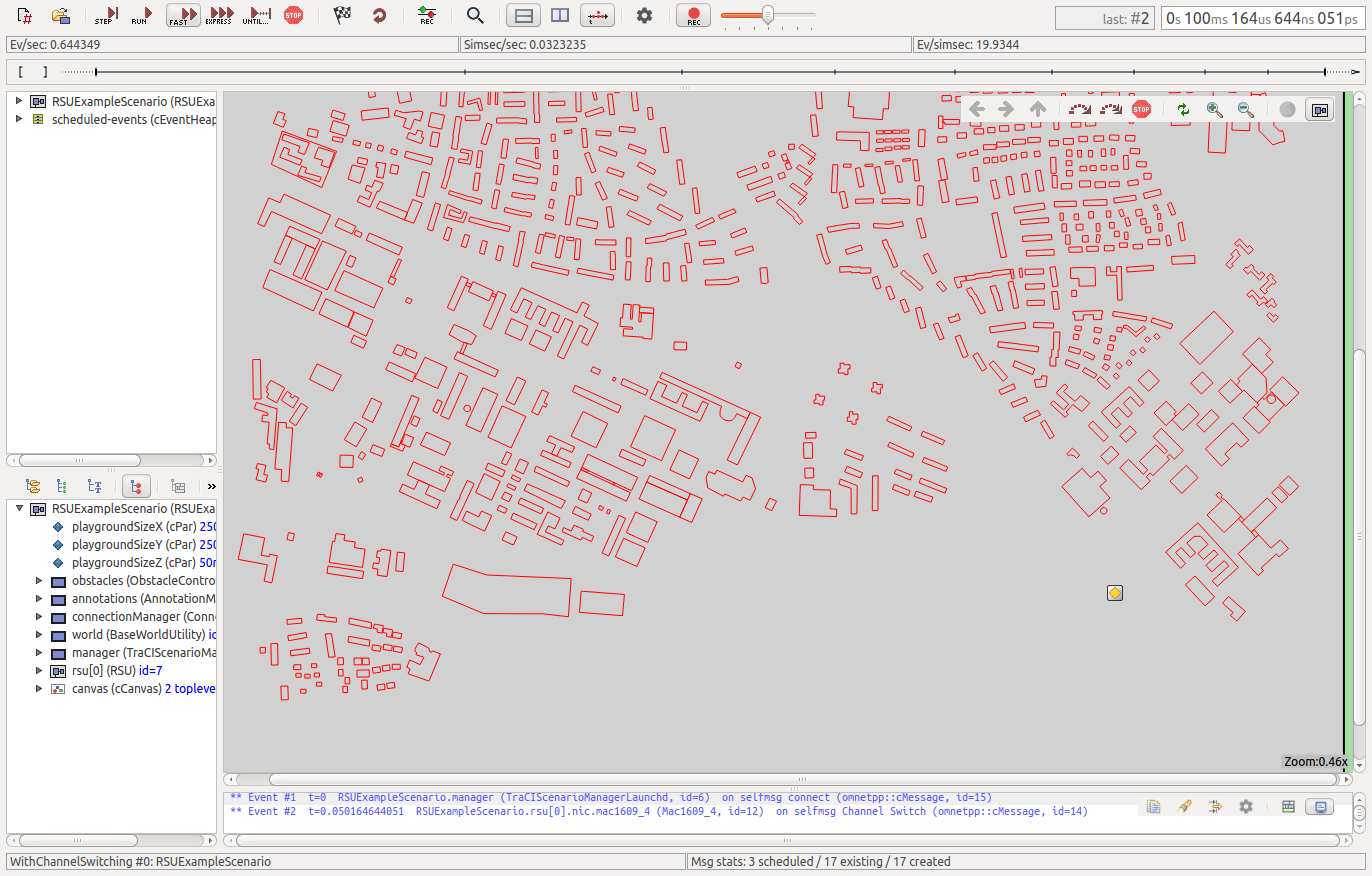 STEP
RUN
FAST
EXPRESS
UNTIL...
STOP
REC
REC
last: #2
0s 100ms 164us 644ns 051ps
Ev/sec: 0.644349
Simsec/sec: 0.0323235
Ev/simsec: 19.9344
[ ]
RSUExampleScenario (RSUExa
scheduled-events (cEventHeap
STOP
»
RSUExampleScenario (RSUExa
playgroundSizeX (cPar) 250
playgroundSizeY (cPar) 250
playgroundSizeZ (cPar) 50m
obstacles (ObstacleContro
annotations (AnnotationM
connectionManager (Conne
world (BaseWorldUtility) id
manager (TraCIScenarioMa
rsu[0] (RSU) id=7
canvas (cCanvas) 2 topleve
Zoom:0.46x
** Event #1 t=0 RSUExampleScenario.manager (TraCIScenarioManagerLaunchd, id=6) on selfmsg connect (omnetpp::cMessage, id=15)
** Event #2 t=0.050164644051 RSUExampleScenario.rsu[0].nic.mac1609_4 (Mac1609_4, id=12) on selfmsg Channel Switch (omnetpp::cMessage, id=14)
WithChannelSwitching #0: RSUExampleScenario
Msg stats: 3 scheduled / 17 existing / 17 created